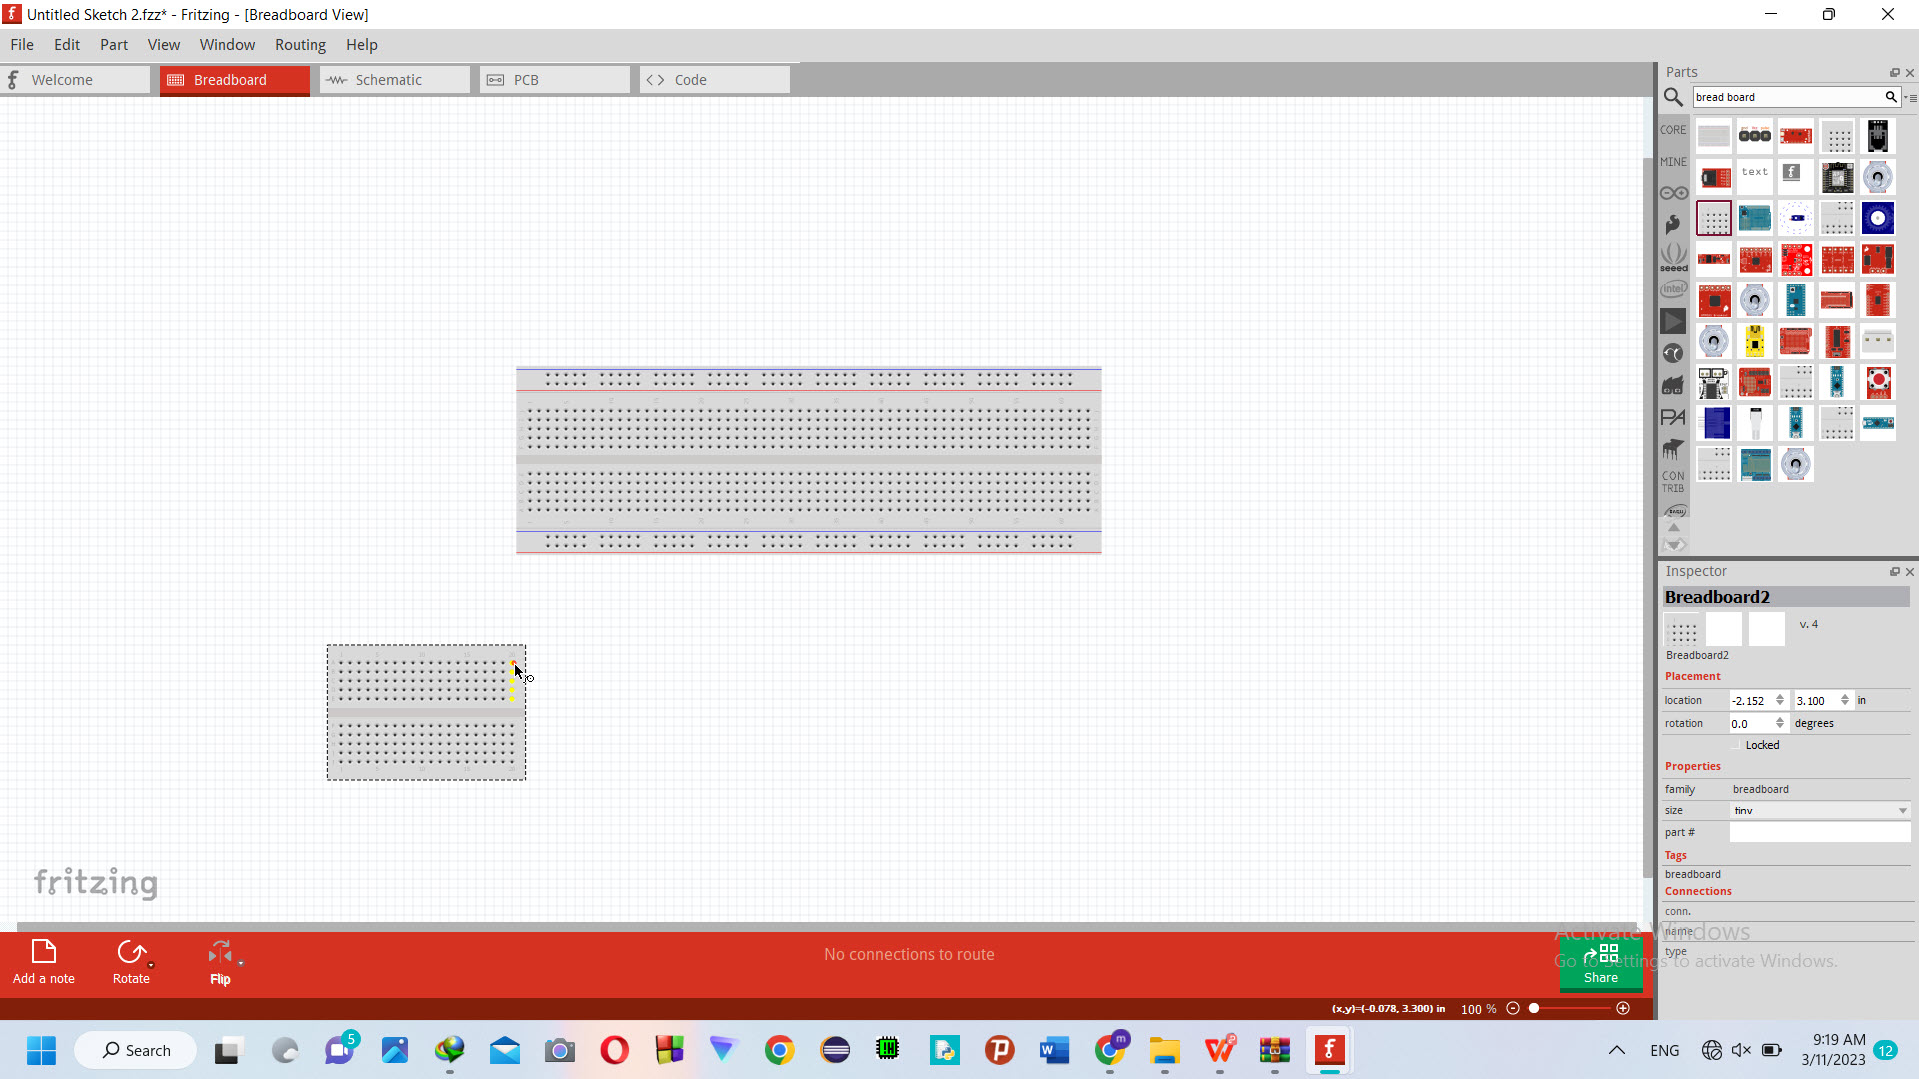 Untitled Sketch 2.fzz* - Fritzing - [Breadboard View]
File Edit Part View Window Routing Help
Welcome Breadboard Schematic PCB Code
Parts
bread board
CORE
MINE
text
seeed
intel
PA
CON
TRIB
Inspector
Breadboard2
v. 4
Breadboard2
Placement
location -2.152 3.100 in
rotation 0.0 degrees
Locked
Properties
family breadboard
size tiny
part #
Tags
breadboard
Connections
conn.
name
type
fritzing
Add a note Rotate Flip
No connections to route
Share
Activate Windows
Go to Settings to activate Windows.
(x,y)=(-0.078, 3.300) in 100 %
Search
5
ENG
9:19 AM
3/11/2023
12